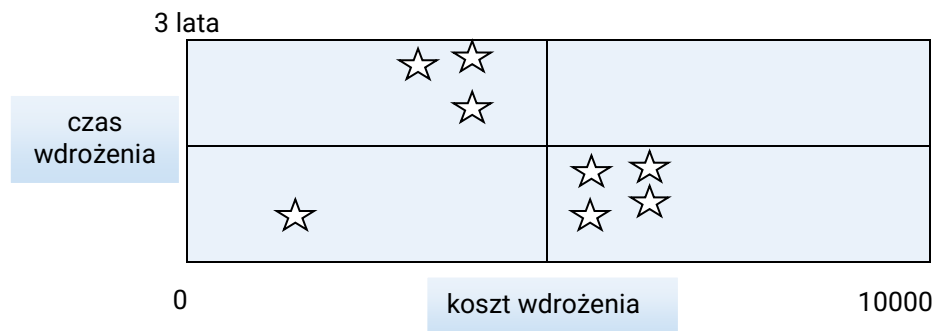 3 lata
czas
wdrożenia
0
koszt wdrożenia
10000